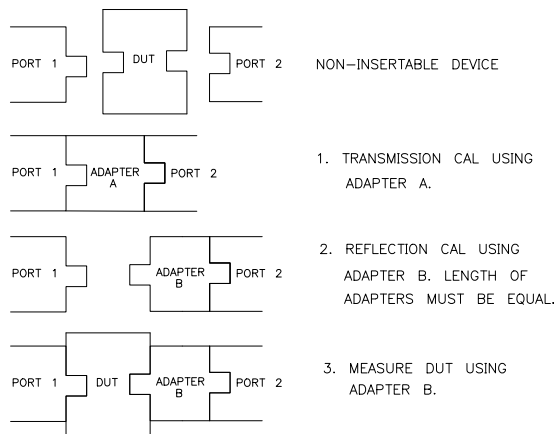 PORT 1 DUT PORT 2 NON-INSERTABLE DEVICE
PORT 1 ADAPTER A PORT 2
1. TRANSMISSION CAL USING
ADAPTER A.
PORT 1 ADAPTER B PORT 2
2. REFLECTION CAL USING
ADAPTER B. LENGTH OF
ADAPTERS MUST BE EQUAL.
PORT 1 DUT ADAPTER B PORT 2
3. MEASURE DUT USING
ADAPTER B.